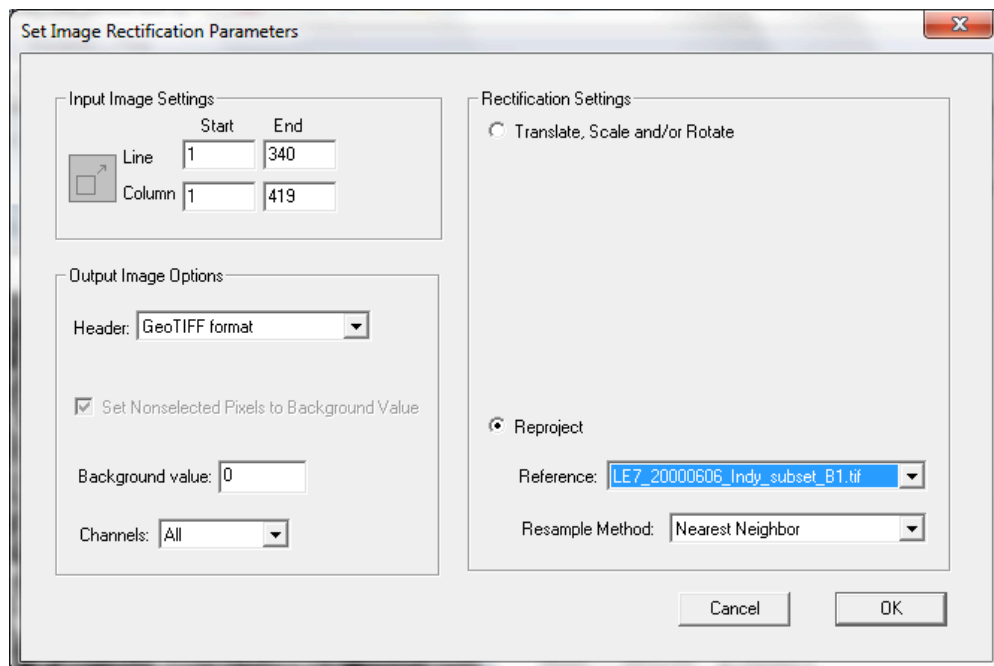 Set Image Rectification Parameters
Input Image Settings
Start End
Line 1 340
Column 1 419
Output Image Options
Header: GeoTIFF format
Set Nonselected Pixels to Background Value
Background value: 0
Channels: All
Rectification Settings
Translate, Scale and/or Rotate
Reproject
Reference: LE7_20000606_Indy_subset_B1.tif
Resample Method: Nearest Neighbor
Cancel OK